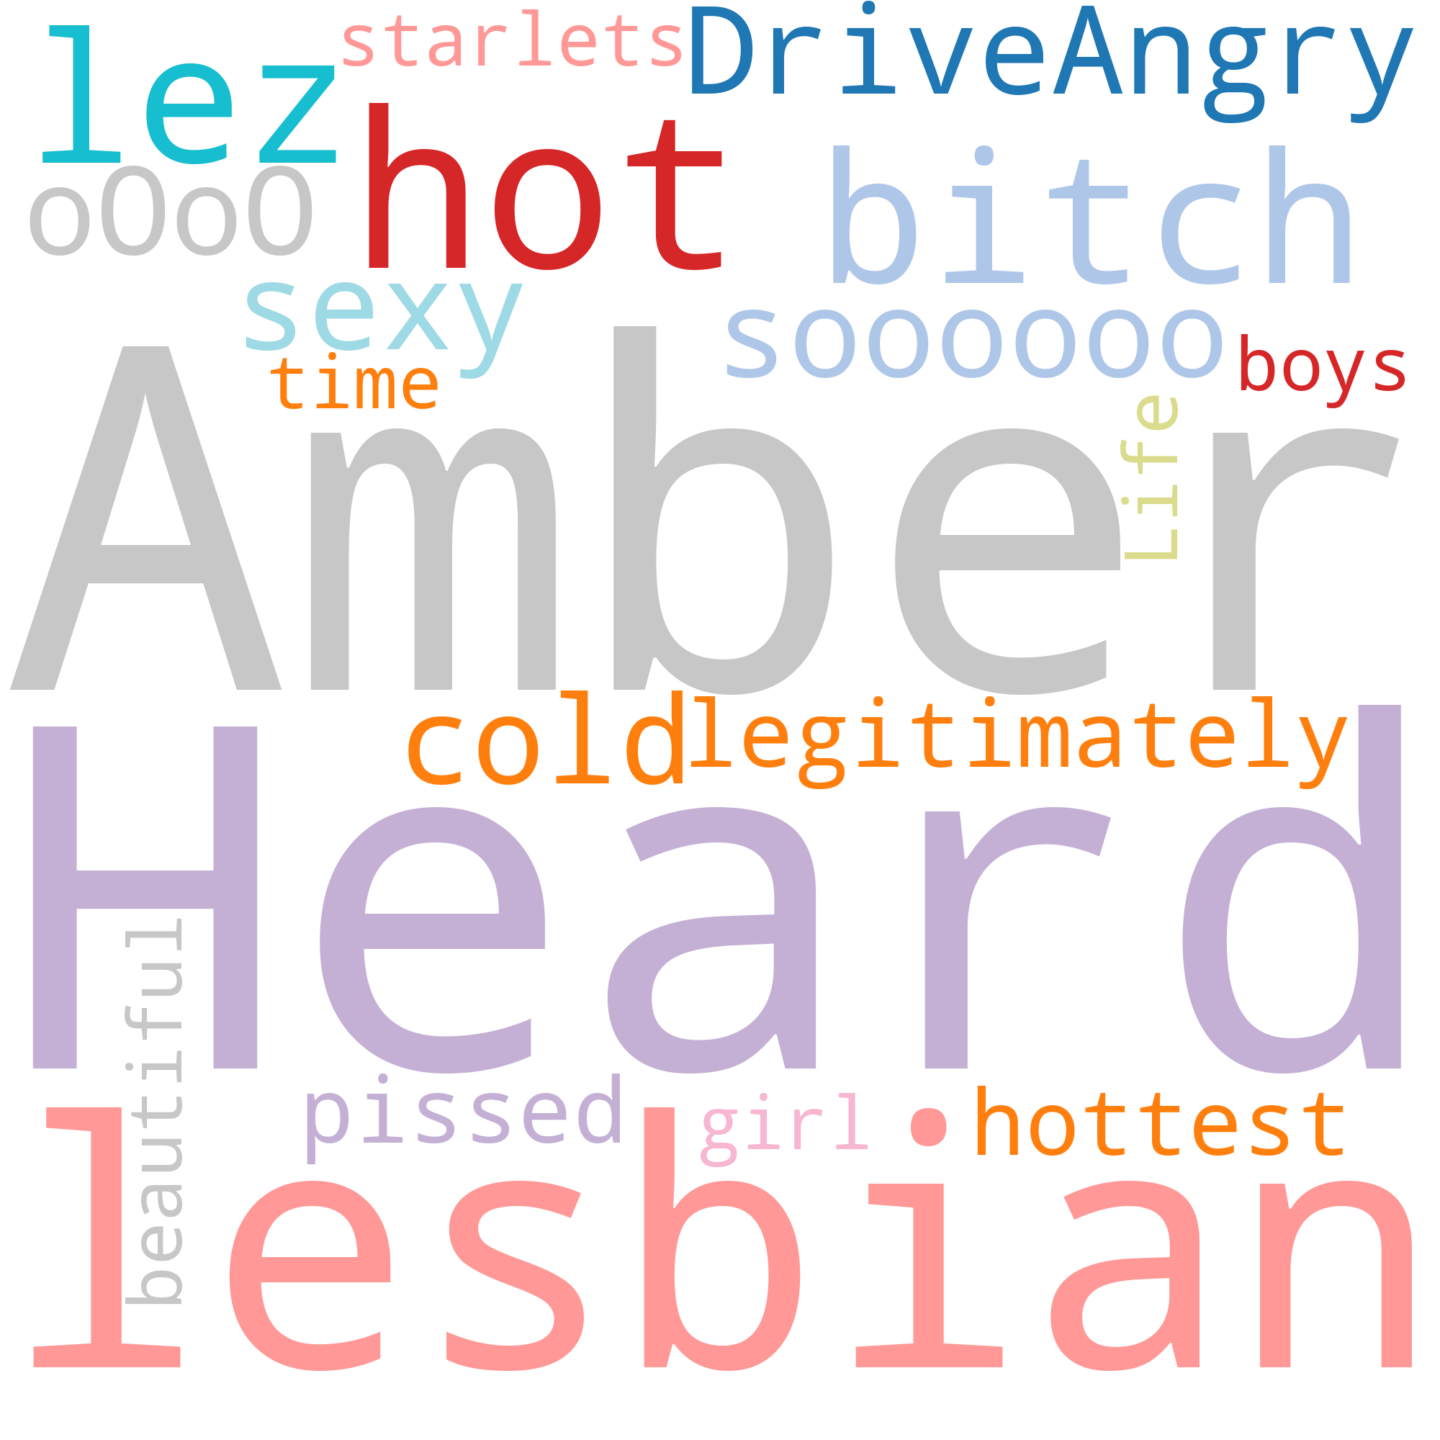 lez starlets DriveAngry
oOoO hot bitch
sexy soooooo boys
time Life
Amber
cold legitimately
Heard
beautiful
pissed girl hottest
lesbian